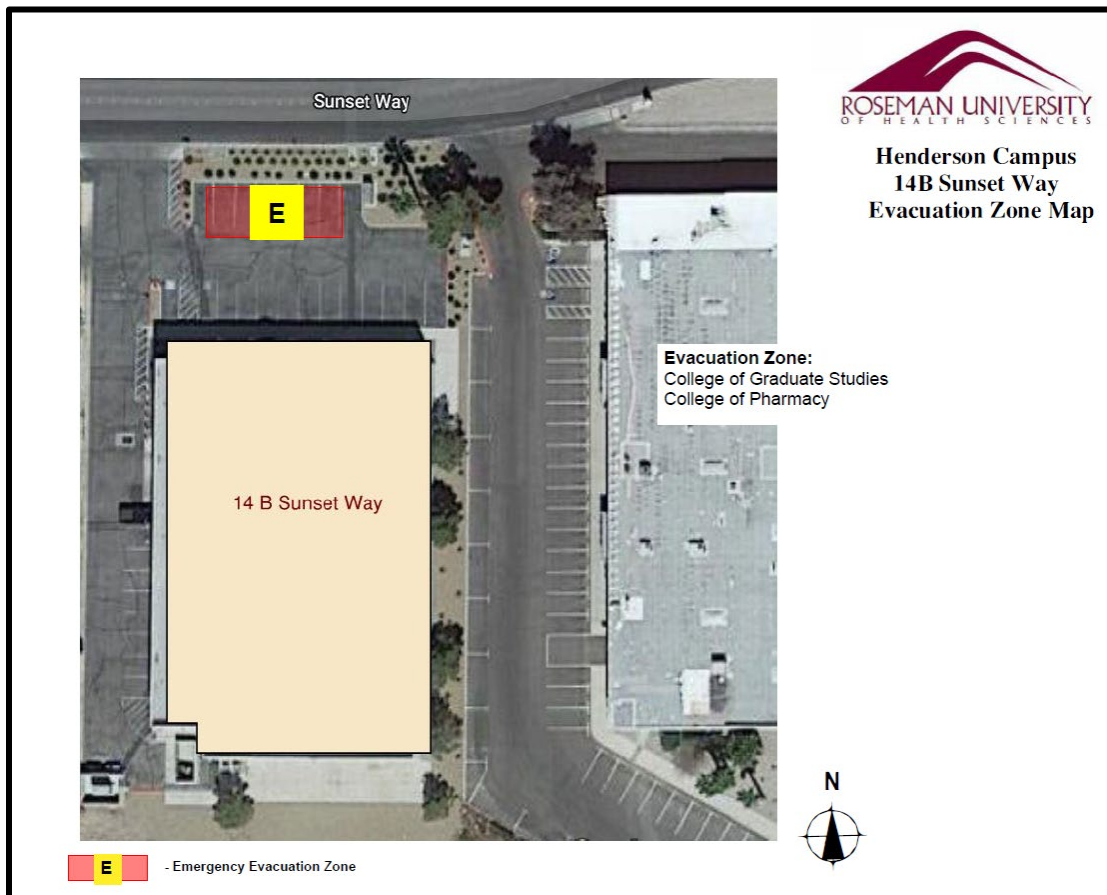 ROSEMAN UNIVERSITY
OF HEALTH SCIENCES
Henderson Campus
14B Sunset Way
Evacuation Zone Map
Sunset Way
E
Evacuation Zone:
College of Graduate Studies
College of Pharmacy
14 B Sunset Way
N
E - Emergency Evacuation Zone